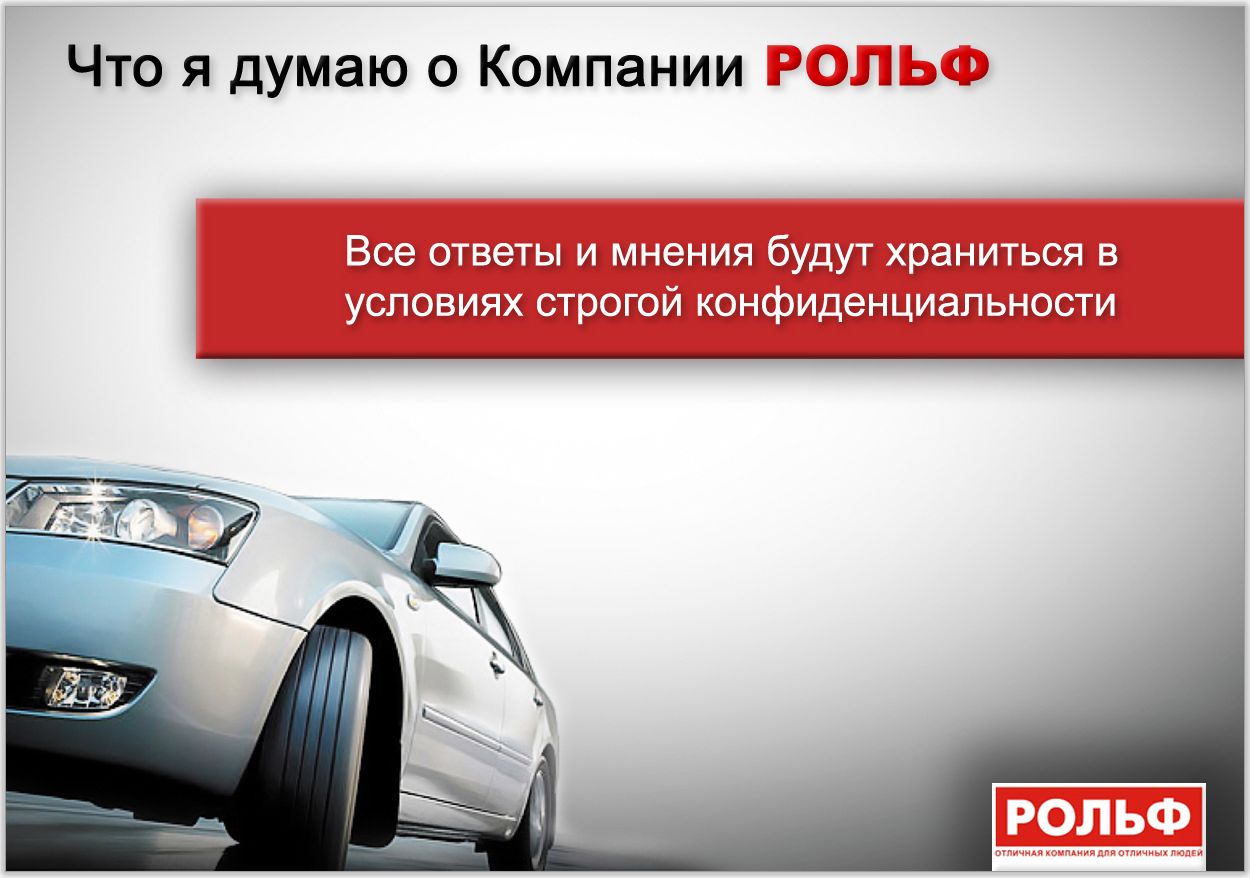 Что я думаю о Компании РОЛЬФ
Все ответы и мнения будут храниться в
условиях строгой конфиденциальности
РОЛЬФ
ОТЛИЧНАЯ КОМПАНИЯ ДЛЯ ОТЛИЧНЫХ ЛЮДЕЙ